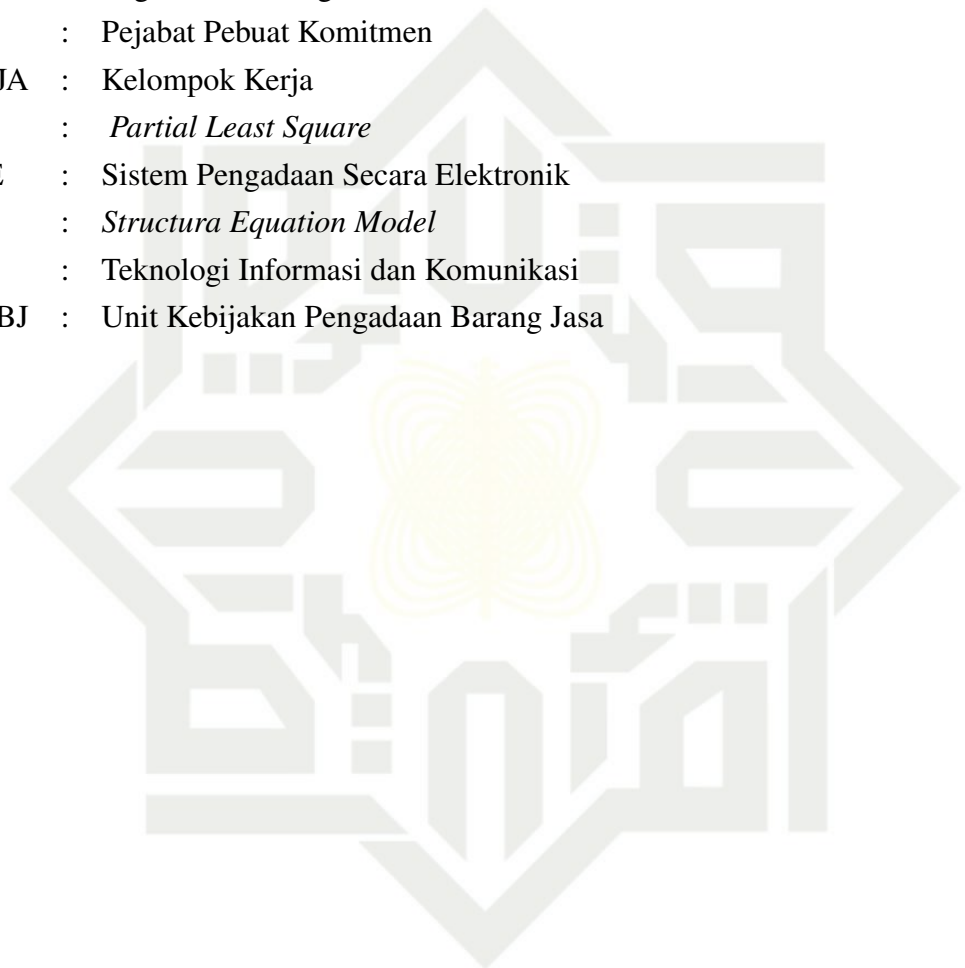 : Pejabat Pebuat Komitmen
JA : Kelompok Kerja
: Partial Least Square
E : Sistem Pengadaan Secara Elektronik
: Structura Equation Model
: Teknologi Informasi dan Komunikasi
BJ : Unit Kebijakan Pengadaan Barang Jasa